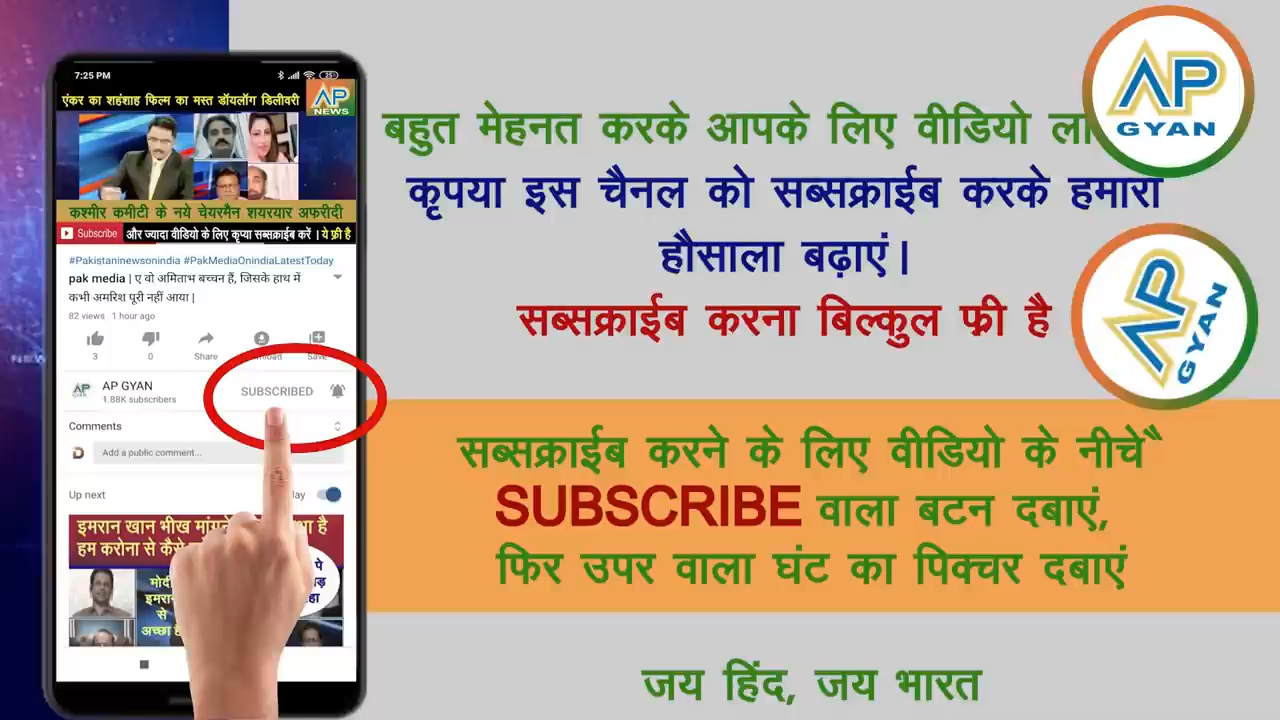 7:25 PM
25
एंकर का शहंशाह फिल्म का मस्त डॉयलॉग डिलीवरी
AP
NEWS
कश्मीर कमीटी के नये चेयरमैन शयरयार अफरीदी
Subscribe
और ज्यादा वीडियो के लिए कृप्या सब्सक्राईब करें । ये फ्री है
#Pakistaninewsonindia #PakMediaOnindiaLatestToday
pak media | ए वो अमिताभ बच्चन हैं, जिसके हाथ में
कभी अमरिश पूरी नहीं आया |
82 views 1 hour ago
3
0
Share
Save
AP GYAN
1.88K subscribers
SUBSCRIBED
Comments
Add a public comment...
Up next
इमरान खान भीख मांगने
हम करोना से कैसे
से
अच्छा
बहुत मेहनत करके आपके लिए वीडियो
कृपया इस चैनल को सब्सक्राईब करके हमारा
हौसाला बढ़ाएं।
सब्सक्राईब करना बिल्कुल फ्री है
AP
GYAN
AP
GYAN
सब्सक्राईब करने के लिए वीडियो के नीचे
SUBSCRIBE वाला बटन दबाएं,
फिर उपर वाला घंट का पिक्चर दबाएं
जय हिंद, जय भारत